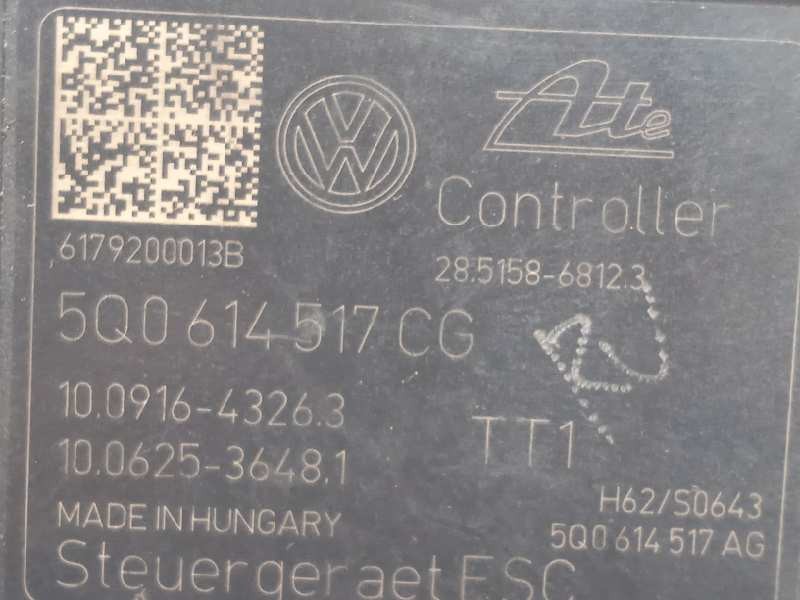 Ate
Controller
6179200013B
28.5158-6812.3
5Q0 614 517 CG
10.0916-4326.3
TT1
10.0625-3648.1
H62/S0643
MADE IN HUNGARY
5Q0 614 517 AG
Steuergeraet ESC